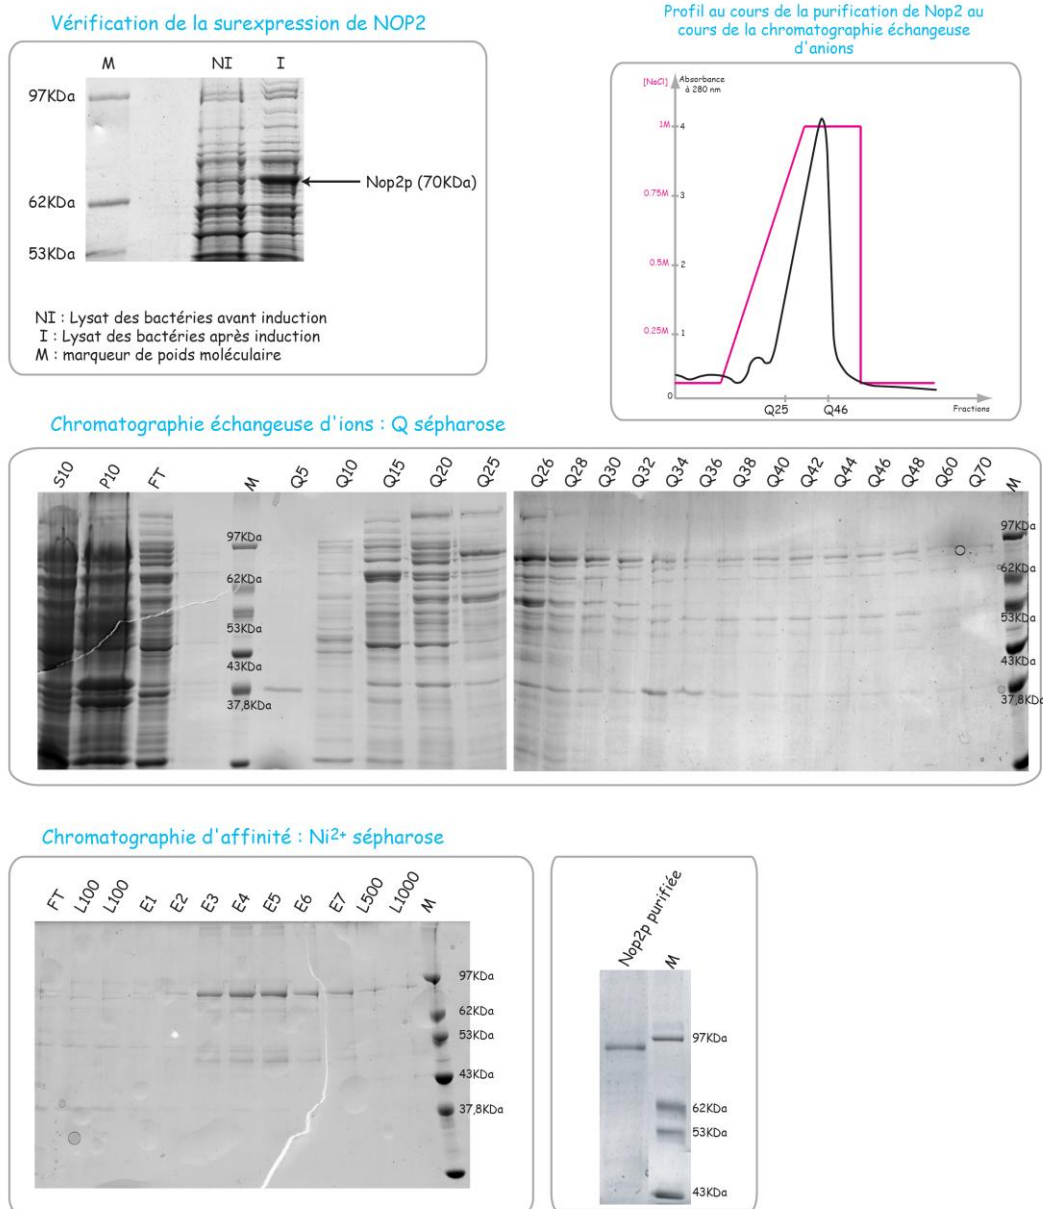 Vérification de la surexpression de NOP2
M NI I
97KDa
Nop2p (70KDa)
62KDa
53KDa
NI : Lysat des bactéries avant induction
I : Lysat des bactéries après induction
M : marqueur de poids moléculaire
Profil au cours de la purification de Nop2 au
cours de la chromatographie échangeuse
d'anions
[NaCl] Absorbance
à 280 nm
1M 4
0.75M 3
0.5M 2
0.25M 1
0
Q25 Q46 Fractions
Chromatographie échangeuse d'ions : Q sépharose
S10 P10 FT M Q5 Q10 Q15 Q20 Q25
97KDa
62KDa
53KDa
43KDa
37,8KDa
Q26 Q28 Q30 Q32 Q34 Q36 Q38 Q40 Q42 Q44 Q46 Q48 Q60 Q70 M
97KDa
62KDa
53KDa
43KDa
37,8KDa
Chromatographie d'affinité : Ni2+ sépharose
FT L100 L100 E1 E2 E3 E4 E5 E6 E7 L500 L1000 M
97KDa
62KDa
53KDa
43KDa
37,8KDa
Nop2p purifiée M
97KDa
62KDa
53KDa
43KDa